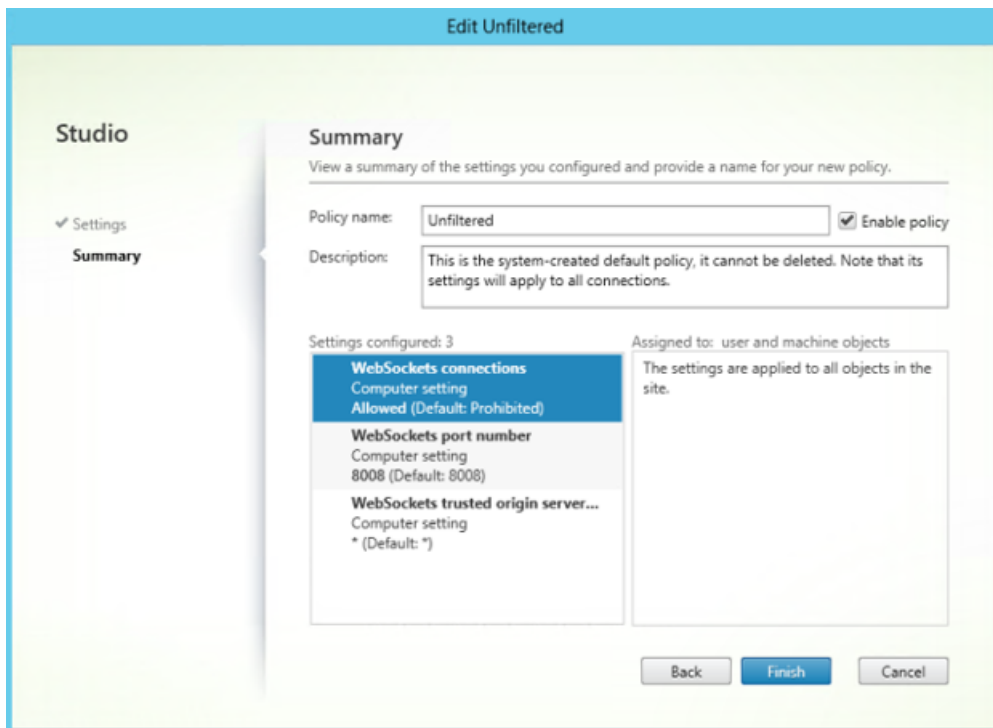 Edit Unfiltered
Studio
Settings
Summary
Summary
View a summary of the settings you configured and provide a name for your new policy.
Policy name:
Unfiltered
Enable policy
Description:
This is the system-created default policy, it cannot be deleted. Note that its
settings will apply to all connections.
Settings configured: 3
WebSockets connections
Computer setting
Allowed (Default: Prohibited)
WebSockets port number
Computer setting
8008 (Default: 8008)
WebSockets trusted origin server...
Computer setting
* (Default: *)
Assigned to: user and machine objects
The settings are applied to all objects in the
site.
Back
Finish
Cancel